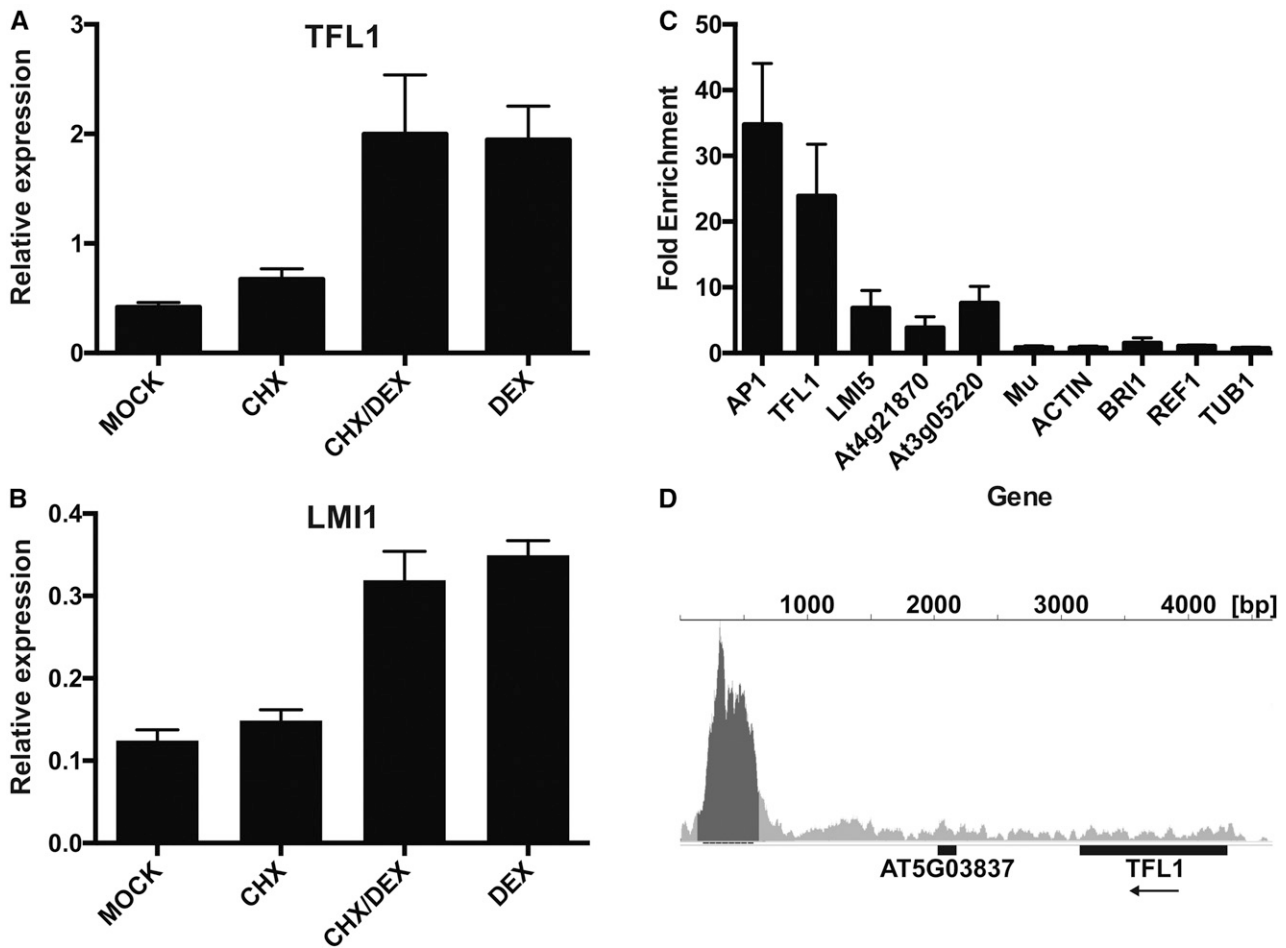 A
TFL1
Relative expression
3
2
1
0
MOCK
CHX
CHX/DEX
DEX
B
LMI1
Relative expression
0.4
0.3
0.2
0.1
0.0
MOCK
CHX
CHX/DEX
DEX
C
Fold Enrichment
50
40
30
20
10
0
AP1
TFL1
LMI5
At4g21870
At3g05220
Mu
ACTIN
BRI1
REF1
TUB1
Gene
D
1000 2000 3000 4000 [bp]
AT5G03837 TFL1